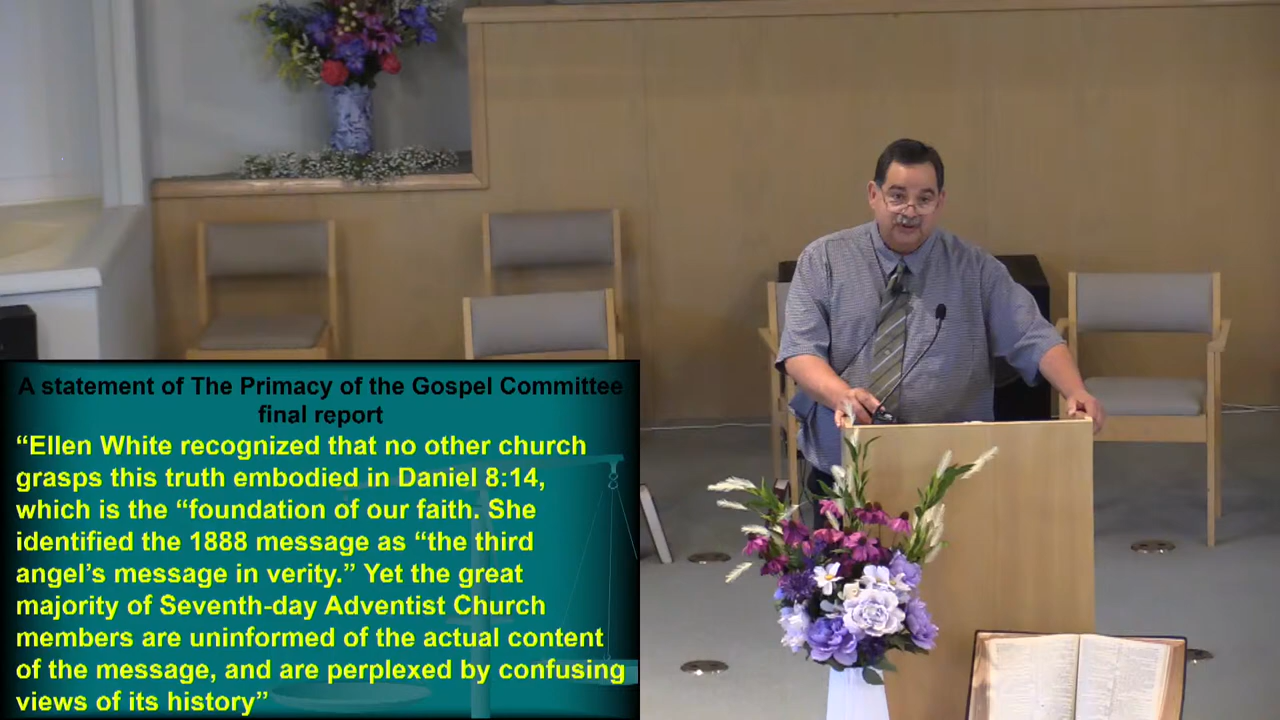 A statement of The Primacy of the Gospel Committee
final report
“Ellen White recognized that no other church
grasps this truth embodied in Daniel 8:14,
which is the “foundation of our faith. She
identified the 1888 message as “the third
angel’s message in verity.” Yet the great
majority of Seventh-day Adventist Church
members are uninformed of the actual content
of the message, and are perplexed by confusing
views of its history”